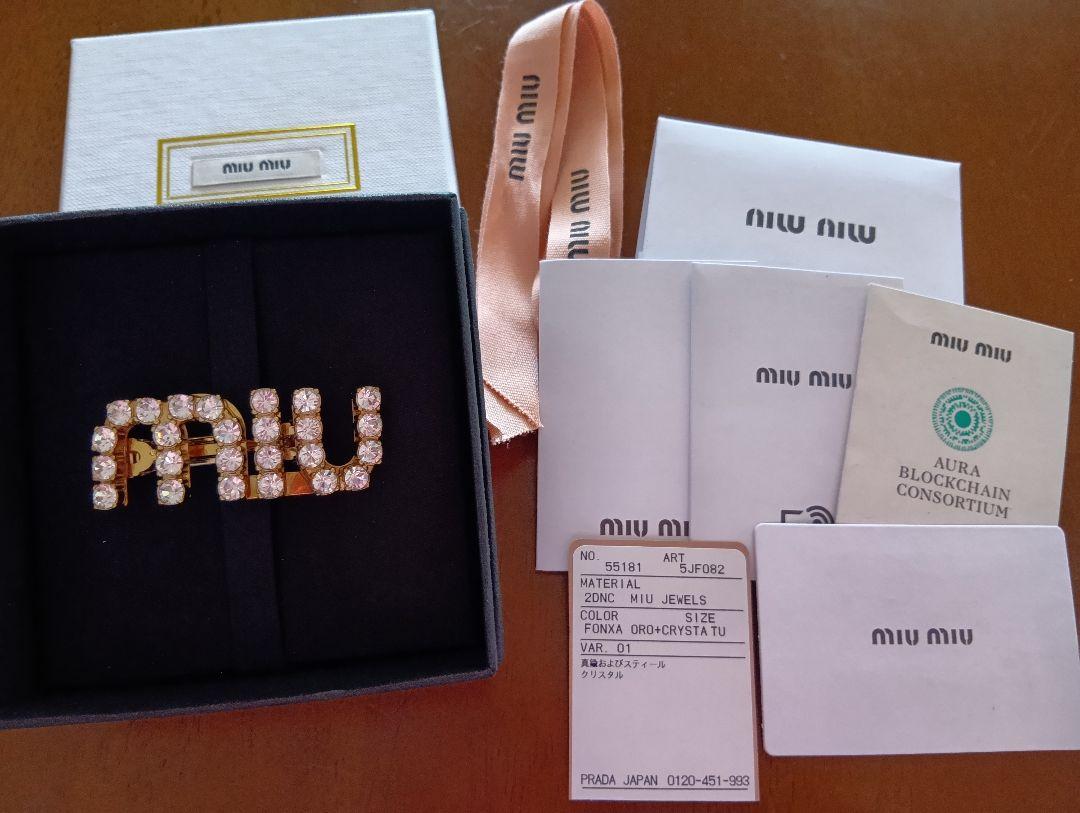 miu miu
miu miu
miu miu
miu
miu miu
miu miu
miu mi
miu miu
AURA
BLOCKCHAIN
CONSORTIUM
miu miu
NO. ART
55181 5JF082
MATERIAL
2DNC MIU JEWELS
COLOR SIZE
FONXA ORO+CRYSTA TU
VAR. 01
真鍮およびスティール
クリスタル
PRADA JAPAN 0120-451-993